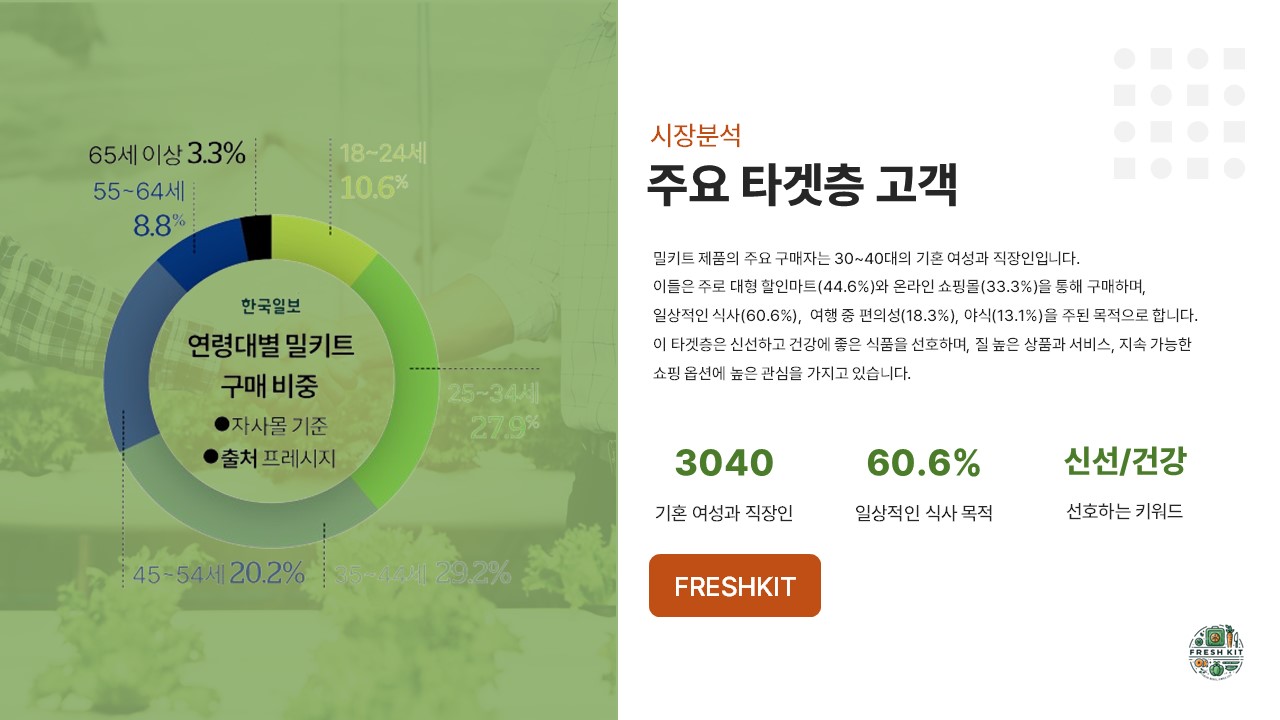 65세 이상 3.3%
55~64세
8.8%
18~24세
10.6%
한국일보
연령대별 밀키트
구매 비중
●자사몰 기준
●출처 프레시지
25~34세
27.9%
45~54세 20.2%
35~44세 29.2%
시장분석
주요 타겟층 고객
밀키트 제품의 주요 구매자는 30~40대의 기혼 여성과 직장인입니다.
이들은 주로 대형 할인마트(44.6%)와 온라인 쇼핑몰(33.3%)을 통해 구매하며,
일상적인 식사(60.6%), 여행 중 편의성(18.3%), 야식(13.1%)을 주된 목적으로 합니다.
이 타겟층은 신선하고 건강에 좋은 식품을 선호하며, 질 높은 상품과 서비스, 지속 가능한
쇼핑 옵션에 높은 관심을 가지고 있습니다.
3040
기혼 여성과 직장인
60.6%
일상적인 식사 목적
신선/건강
선호하는 키워드
FRESHKIT
FRESH KIT